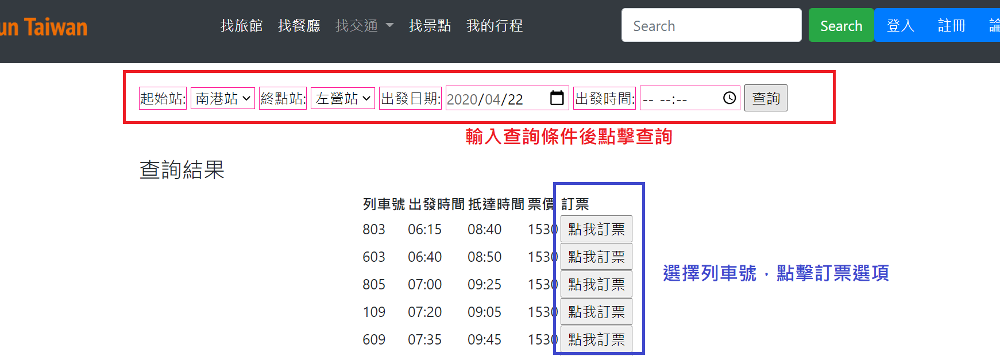 un Taiwan 找旅館 找餐廳 找交通 找景點 我的行程 Search Search 登入 註冊 論
起始站: 南港站 終點站: 左營站 出發日期: 2020/04/22 出發時間: -- --:-- 查詢
輸入查詢條件後點擊查詢
查詢結果
列車號 出發時間 抵達時間 票價 訂票
803 06:15 08:40 1530 點我訂票
603 06:40 08:50 1530 點我訂票
805 07:00 09:25 1530 點我訂票
109 07:20 09:05 1530 點我訂票
609 07:35 09:45 1530 點我訂票
選擇列車號，點擊訂票選項